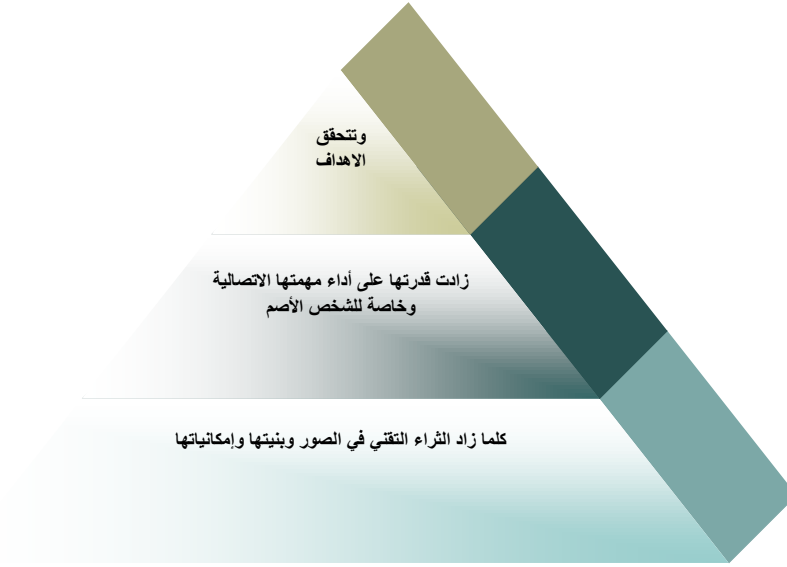 وتتحقق
الاهداف
زادت قدرتها على أداء مهمتها الاتصالية
وخاصة للشخص الأصم
كلما زاد الثراء التقني في الصور وبنيتها وإمكانياتها